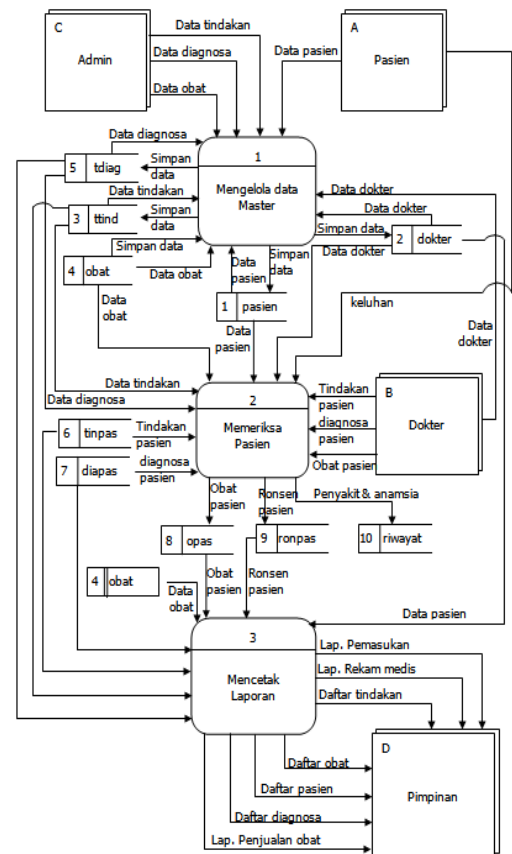 C
Admin
Data tindakan
Data diagnosa
Data obat
Data pasien
A
Pasien
Data diagnosa
5 tdiag
Simpan
data
Data tindakan
3 ttind
Simpan
data
Simpan data
4 obat
Data obat
Data
obat
1
Mengelola data
Master
Data
pasien
Simpan
data
1 pasien
Data
pasien
Data dokter
Data dokter
Simpan data
Data dokter
2 dokter
keluhan
Data
dokter
Data tindakan
Data diagnosa
6 tinpas
Tindakan
pasien
7 diapas
diagnosa
pasien
2
Memeriksa
Pasien
Tindakan
pasien
diagnosa
pasien
Obat pasien
B
Dokter
Obat
pasien
Ronsen
pasien
Penyakit & anamsia
8 opas
9 ronpas
10 riwayat
4 obat
Data
obat
Obat
pasien
Ronsen
pasien
Data pasien
3
Mencetak
Laporan
Lap. Pemasukan
Lap. Rekam medis
Daftar tindakan
D
Pimpinan
Daftar obat
Daftar pasien
Daftar diagnosa
Lap. Penjualan obat